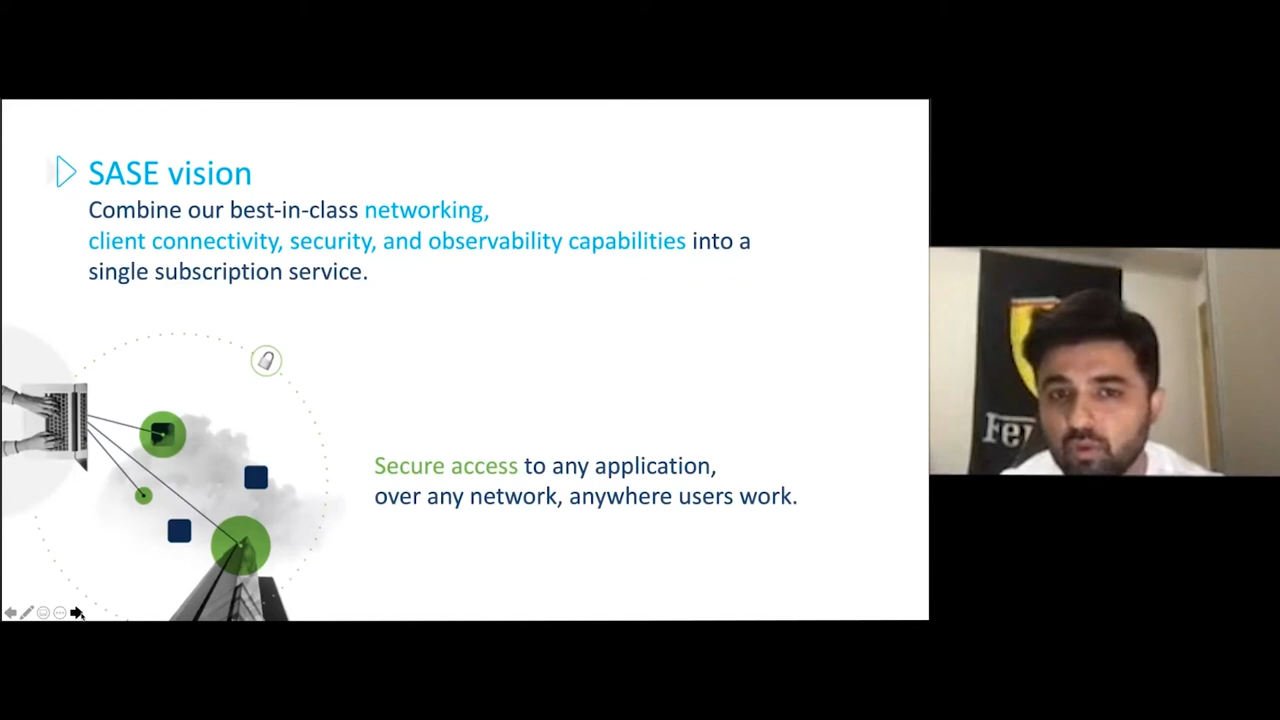 SASE vision
Combine our best-in-class networking,
client connectivity, security, and observability capabilities into a
single subscription service.
Secure access to any application,
over any network, anywhere users work.